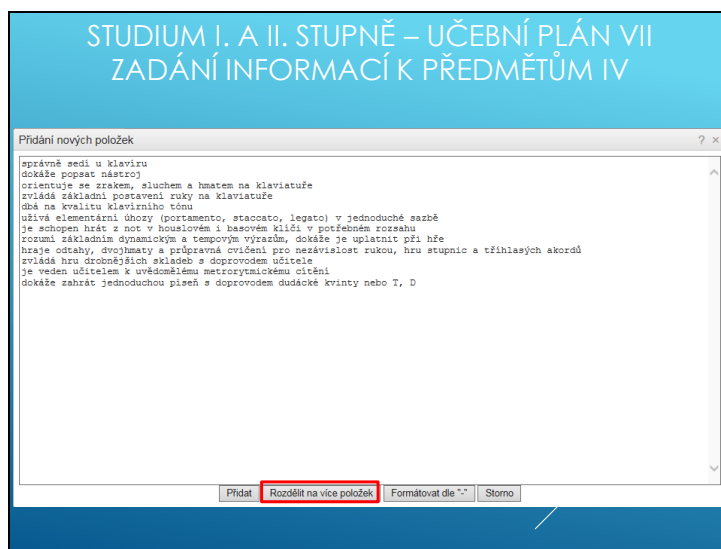 STUDIUM I. A II. STUPNĚ – UČEBNÍ PLÁN VII
ZADÁNÍ INFORMACÍ K PŘEDMĚTŮM IV
Přidání nových položek ? ×
správně sedí u klavíru
dokáže popsat nástroj
orientuje se zrakem, sluchem a hmatem na klaviatuře
zvládá základní postavení ruky na klaviatuře
dbá na kvalitu klavírního tónu
užívá elementární úhozy (portamento, staccato, legato) v jednoduché sazbě
je schopen hrát z not v houslovém i basovém klíči v potřebném rozsahu
rozumí základním dynamickým a tempovým výrazům, dokáže je uplatnit při hře
hraje odtahy, dvojhmaty a průpravná cvičení pro nezávislost rukou, hru stupnic a tříhlasých akordů
zvládá hru drobnějších skladeb s doprovodem učitele
je veden učitelem k uvědomělému metrorytmickému cítění
dokáže zahrát jednoduchou píseň s doprovodem dudácké kvinty nebo T, D
Přidat Rozdělit na více položek Formátovat dle "-" Storno